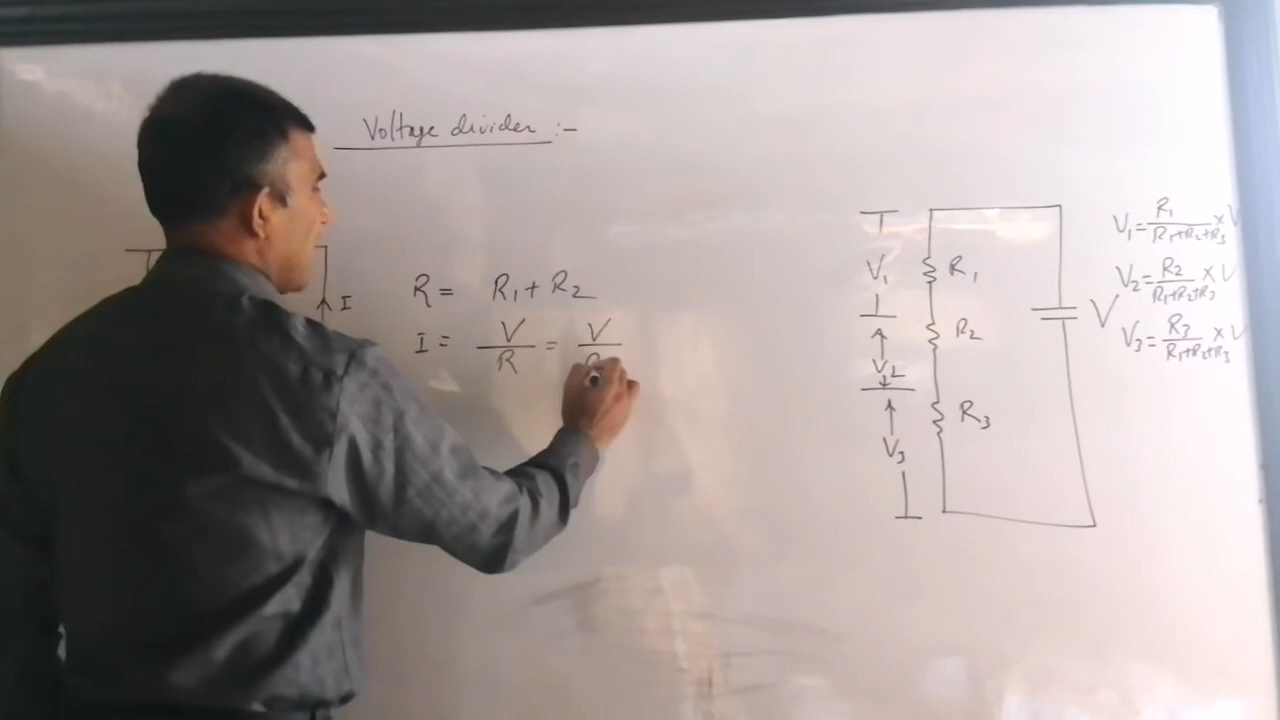 Voltage divider :-
I
R = R1 + R2
I = V/R = V/
V1
R1
V2
R2
V3
R3
V
V1 = R1/R1+R2+R3 × V
V2 = R2/R1+R2+R3 × V
V3 = R3/R1+R2+R3 × V